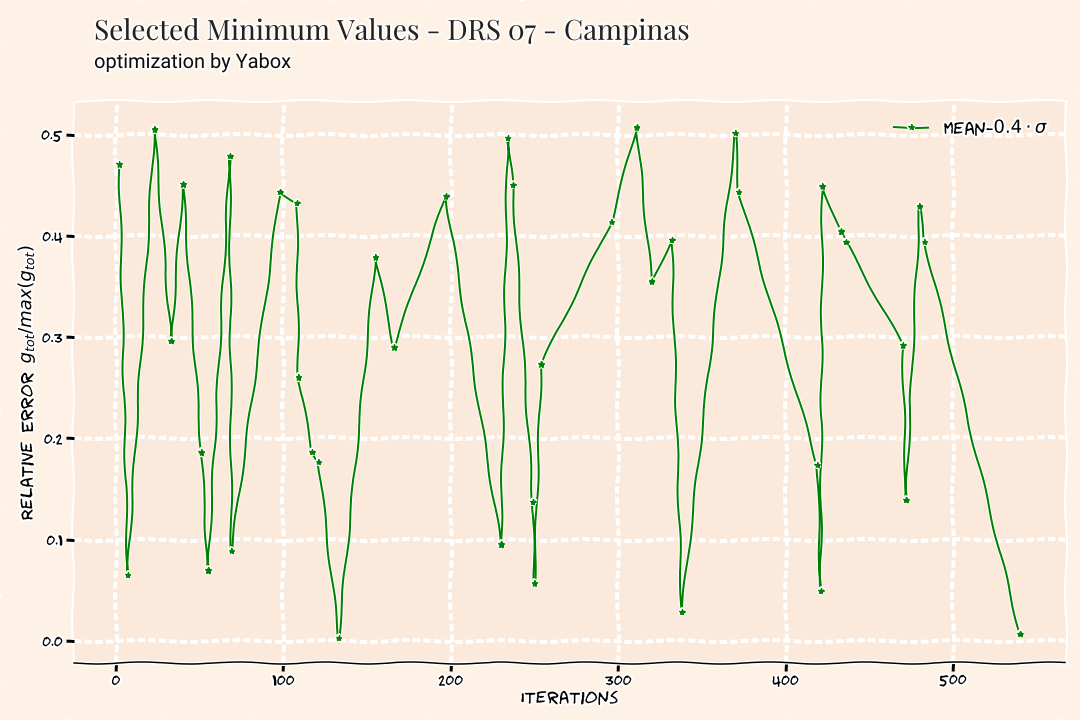 Selected Minimum Values - DRS 07 - Campinas
optimization by Yabox
MEAN-0.4·σ
RELATIVE ERROR g_tot/max(g_tot)
0.5
0.4
0.3
0.2
0.1
0.0
0 100 200 300 400 500
ITERATIONS